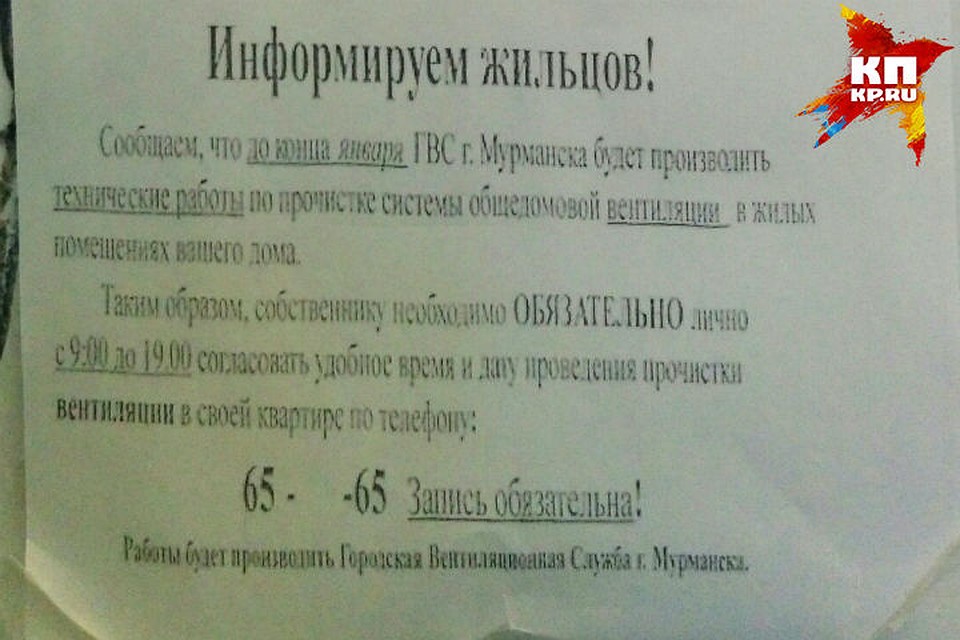 Информируем жильцов!
КП
KP.RU
Сообщаем, что до конца января ГВС г. Мурманска будет производить
технические работы по прочистке системы общедомовой вентиляции в жилых
помещениях вашего дома.
Таким образом, собственнику необходимо ОБЯЗАТЕЛЬНО лично
с 9:00 до 19.00 согласовать удобное время и дату проведения прочистки
вентиляции в своей квартире по телефону:
65 - -65 Запись обязательна!
Работы будет производить Городская Вентиляционная Служба г. Мурманска.